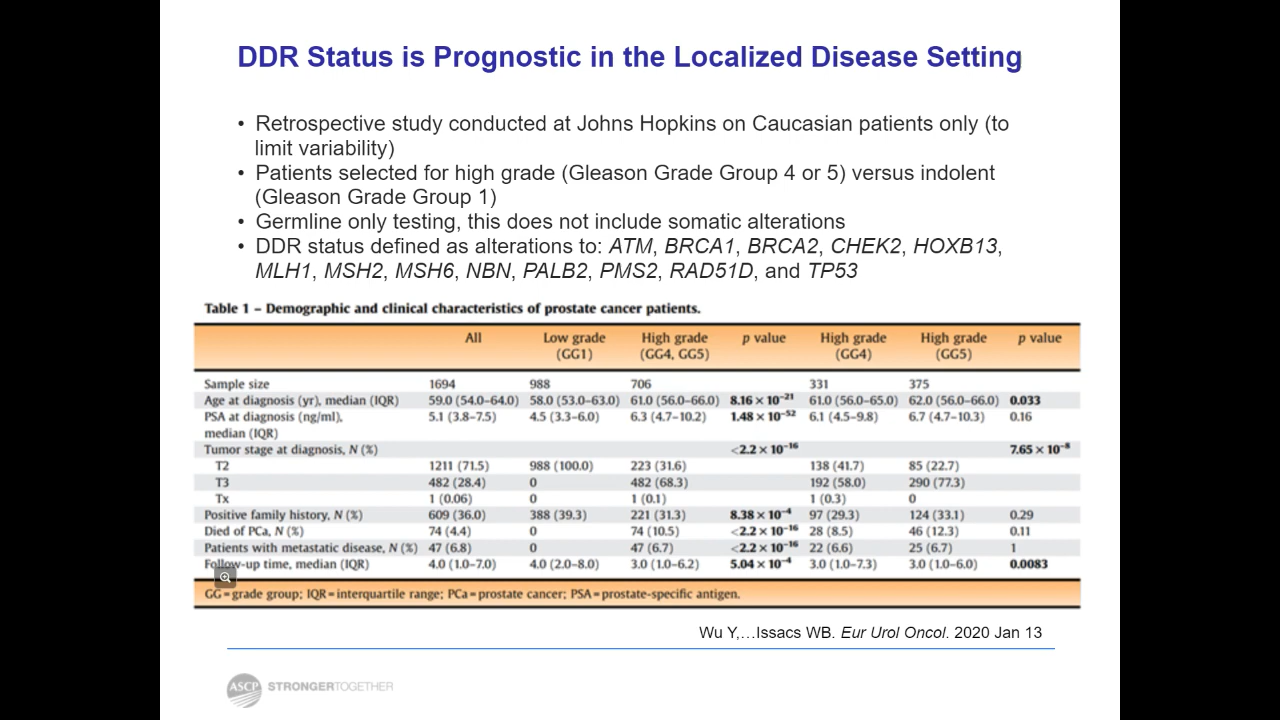 DDR Status is Prognostic in the Localized Disease Setting
• Retrospective study conducted at Johns Hopkins on Caucasian patients only (to
limit variability)
• Patients selected for high grade (Gleason Grade Group 4 or 5) versus indolent
(Gleason Grade Group 1)
• Germline only testing, this does not include somatic alterations
• DDR status defined as alterations to: ATM, BRCA1, BRCA2, CHEK2, HOXB13,
MLH1, MSH2, MSH6, NBN, PALB2, PMS2, RAD51D, and TP53
Table 1 – Demographic and clinical characteristics of prostate cancer patients.
All Low grade High grade p value High grade High grade p value
(GG1) (GG4, GG5) (GG4) (GG5)
Sample size 1694 988 706 331 375
Age at diagnosis (yr), median (IQR) 59.0 (54.0–64.0) 58.0 (53.0–63.0) 61.0 (56.0–66.0) 8.16 × 10⁻²¹ 61.0 (56.0–65.0) 62.0 (56.0–66.0) 0.033
PSA at diagnosis (ng/ml), 5.1 (3.8–7.5) 4.5 (3.3–6.0) 6.3 (4.7–10.2) 1.48 × 10⁻⁵² 6.1 (4.5–9.8) 6.7 (4.7–10.3) 0.16
median (IQR)
Tumor stage at diagnosis, N (%) <2.2 × 10⁻¹⁶ 7.65 × 10⁻⁸
T2 1211 (71.5) 988 (100.0) 223 (31.6) 138 (41.7) 85 (22.7)
T3 482 (28.4) 0 482 (68.3) 192 (58.0) 290 (77.3)
Tx 1 (0.06) 0 1 (0.1) 1 (0.3) 0
Positive family history, N (%) 609 (36.0) 388 (39.3) 221 (31.3) 8.38 × 10⁻⁴ 97 (29.3) 124 (33.1) 0.29
Died of PCa, N (%) 74 (4.4) 0 74 (10.5) <2.2 × 10⁻¹⁶ 28 (8.5) 46 (12.3) 0.11
Patients with metastatic disease, N (%) 47 (6.8) 0 47 (6.7) <2.2 × 10⁻¹⁶ 22 (6.6) 25 (6.7) 1
Follow-up time, median (IQR) 4.0 (1.0–7.0) 4.0 (2.0–8.0) 3.0 (1.0–6.2) 5.04 × 10⁻⁴ 3.0 (1.0–7.3) 3.0 (1.0–6.0) 0.0083
GG = grade group; IQR = interquartile range; PCa = prostate cancer; PSA = prostate-specific antigen.
Wu Y,…Issacs WB. Eur Urol Oncol. 2020 Jan 13
ASCP STRONGERTOGETHER